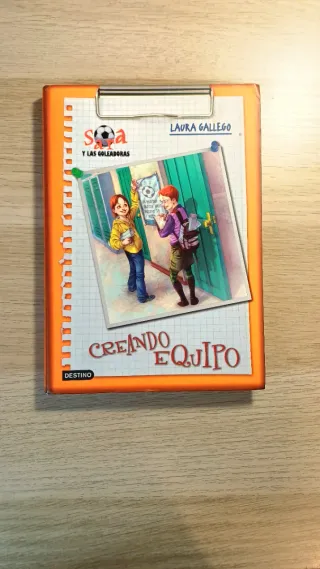 Sara
Y LAS GOLEADORAS
LAURA GALLEGO
CREANDO
EQUIPO
DESTINO